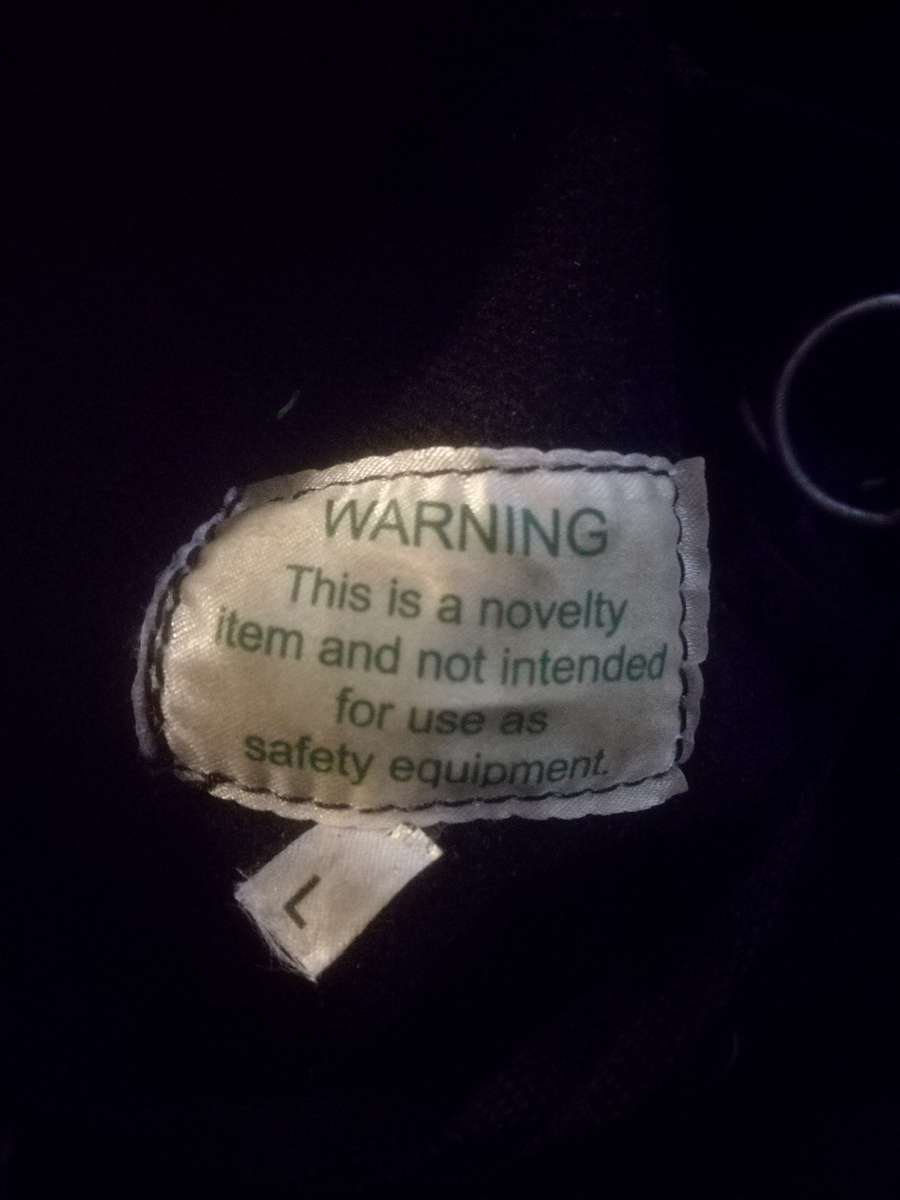 WARNING
This is a novelty
item and not intended
for use as
safety equipment.
L